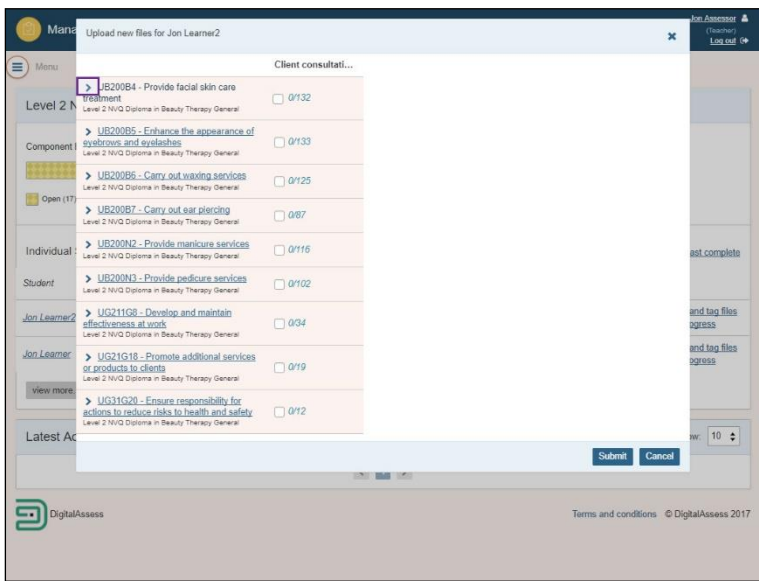 Mana
Upload new files for Jon Learner2
Jon Assessor
(Teacher)
Log out
Menu
Client consultati...
UB200B4 - Provide facial skin care
treatment
Level 2 NVQ Diploma in Beauty Therapy General
0/132
UB200B5 - Enhance the appearance of
eyebrows and eyelashes
Level 2 NVQ Diploma in Beauty Therapy General
0/133
UB200B6 - Carry out waxing services
Level 2 NVQ Diploma in Beauty Therapy General
0/125
UB200B7 - Carry out ear piercing
Level 2 NVQ Diploma in Beauty Therapy General
0/87
UB200N2 - Provide manicure services
Level 2 NVQ Diploma in Beauty Therapy General
0/116
UB200N3 - Provide pedicure services
Level 2 NVQ Diploma in Beauty Therapy General
0/102
UG211G8 - Develop and maintain
effectiveness at work
Level 2 NVQ Diploma in Beauty Therapy General
0/34
UG21G18 - Promote additional services
or products to clients
Level 2 NVQ Diploma in Beauty Therapy General
0/19
UG31G20 - Ensure responsibility for
actions to reduce risks to health and safety
Level 2 NVQ Diploma in Beauty Therapy General
0/12
Level 2 N
Component
Open (17)
Individual
ast complete
Student
Jon Learner2
and tag files
ogress
Jon Learner
and tag files
ogress
view more
Latest Ac
10
Submit
Cancel
DigitalAssess
Terms and conditions © DigitalAssess 2017